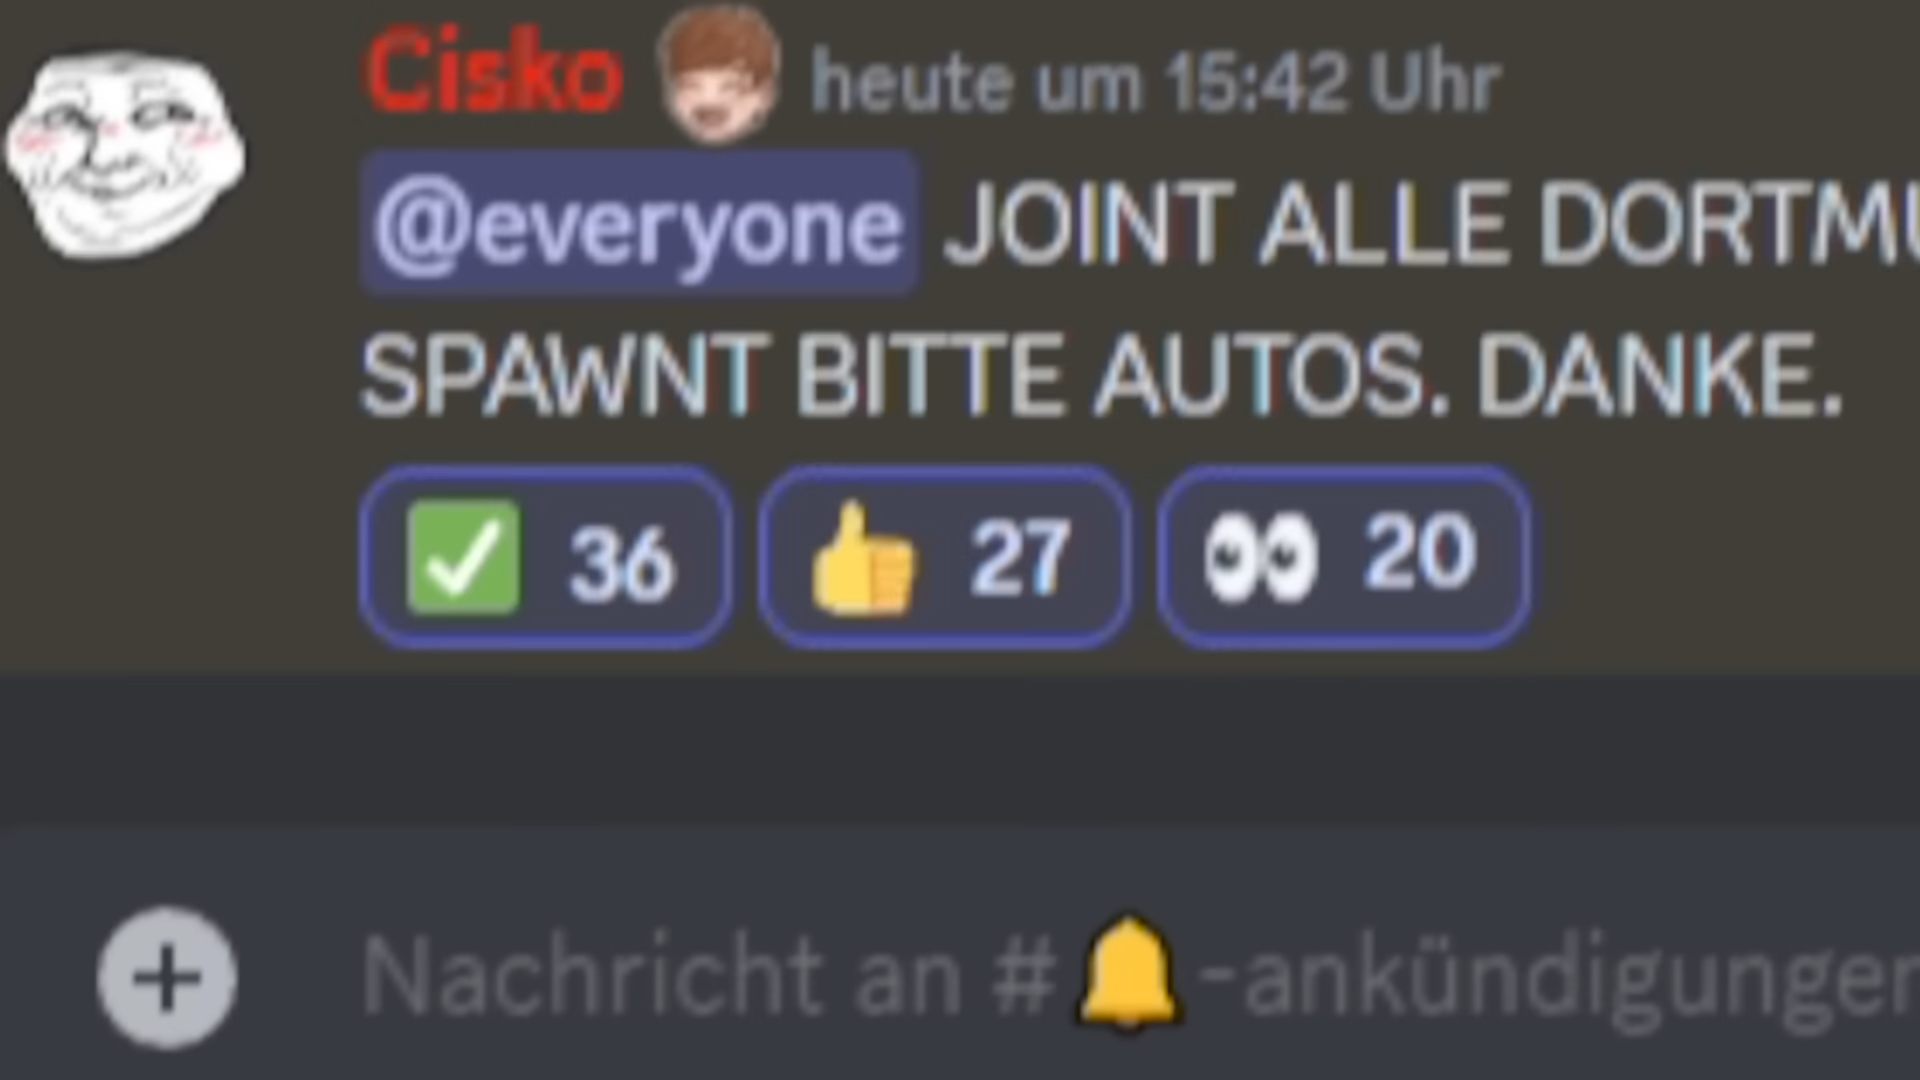 Cisko heute um 15:42 Uhr
@everyone JOINT ALLE
SPAWNT BITTE AUTOS. DANKE.
36 27 20
Nachricht an #🔔-ankündigungen